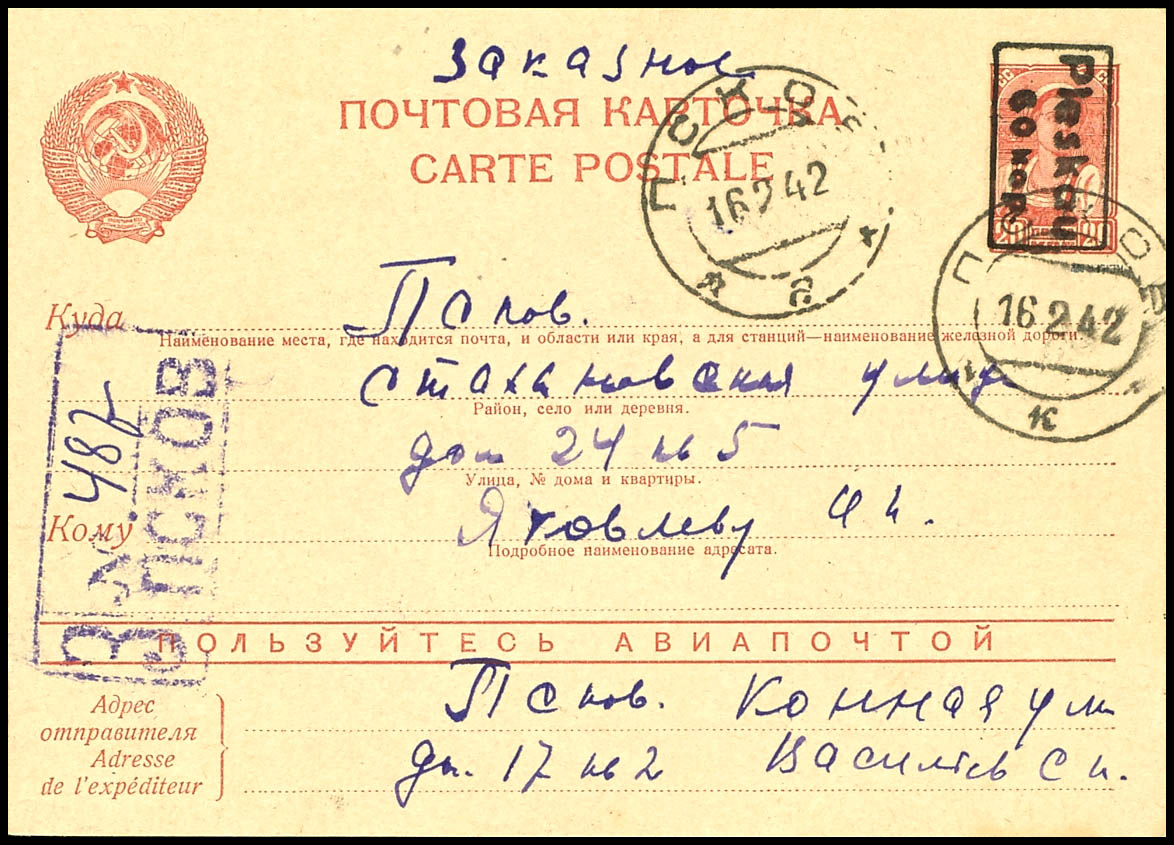 Заказное
ПОЧТОВАЯ КАРТОЧКА
CARTE POSTALE
Pleskau
60 kop.
ПСКОВ
16 2 42
ПСКОВ
16 2 42
К
Куда Псков.
Наименование места, где находится почта, и области или края, а для станций—наименование железной дороги.
Стахановская улица
Район, село или деревня.
дом 24 кв 5
Улица, № дома и квартиры.
Кому Яковлеву
Подробное наименование адресата.
З
№ 487
ПСКОВ
ПОЛЬЗУЙТЕСЬ АВИАПОЧТОЙ
Адрес
отправителя
Adresse
de l'expéditeur
Псков. Конная ул
дм. 17 кв 2